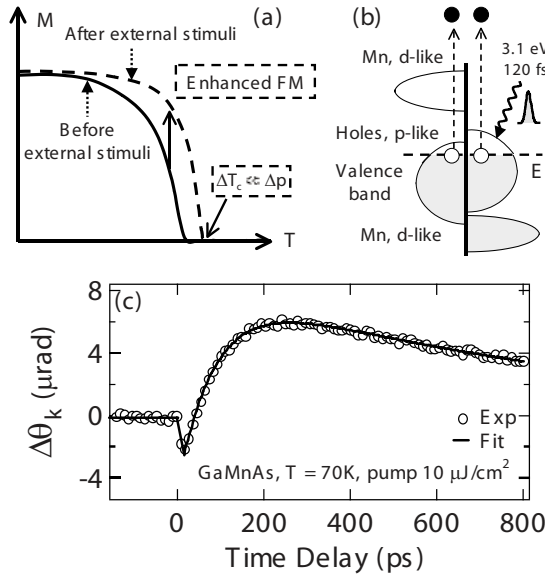 M
(a)
After external stimuli
Enhanced FM
Before
external stimuli
ΔTc ∝ Δp
T
(b)
Mn, d-like
3.1 eV
120 fs
Holes, p-like
Valence
band
E
Mn, d-like
(c)
8
4
0
-4
Δθk (μrad)
Exp
Fit
GaMnAs, T = 70K, pump 10 μJ/cm²
0
200
400
600
800
Time Delay (ps)